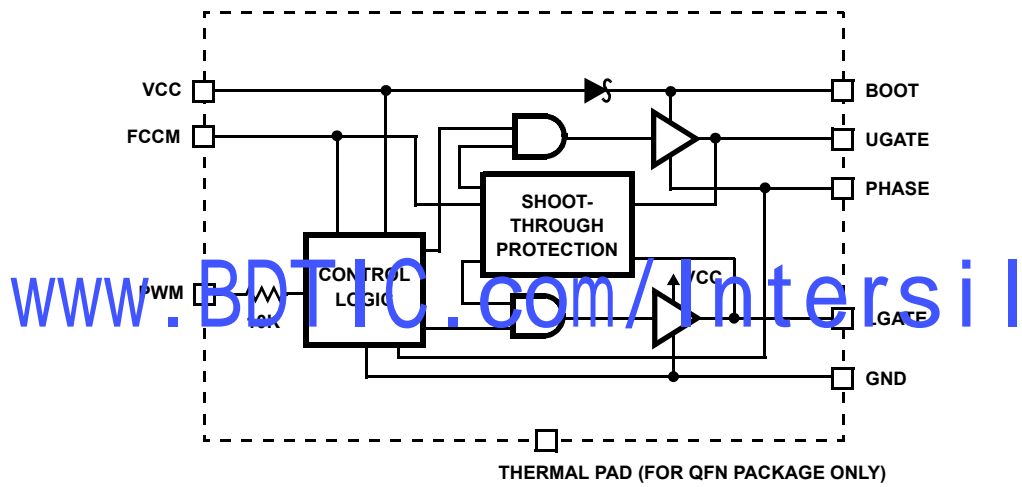 VCC
BOOT
FCCM
UGATE
PHASE
SHOOT-
THROUGH
PROTECTION
CONTROL
LOGIC
VCC
PWM
10K
www.BDTIC.com/Intersil
LGATE
GND
THERMAL PAD (FOR QFN PACKAGE ONLY)